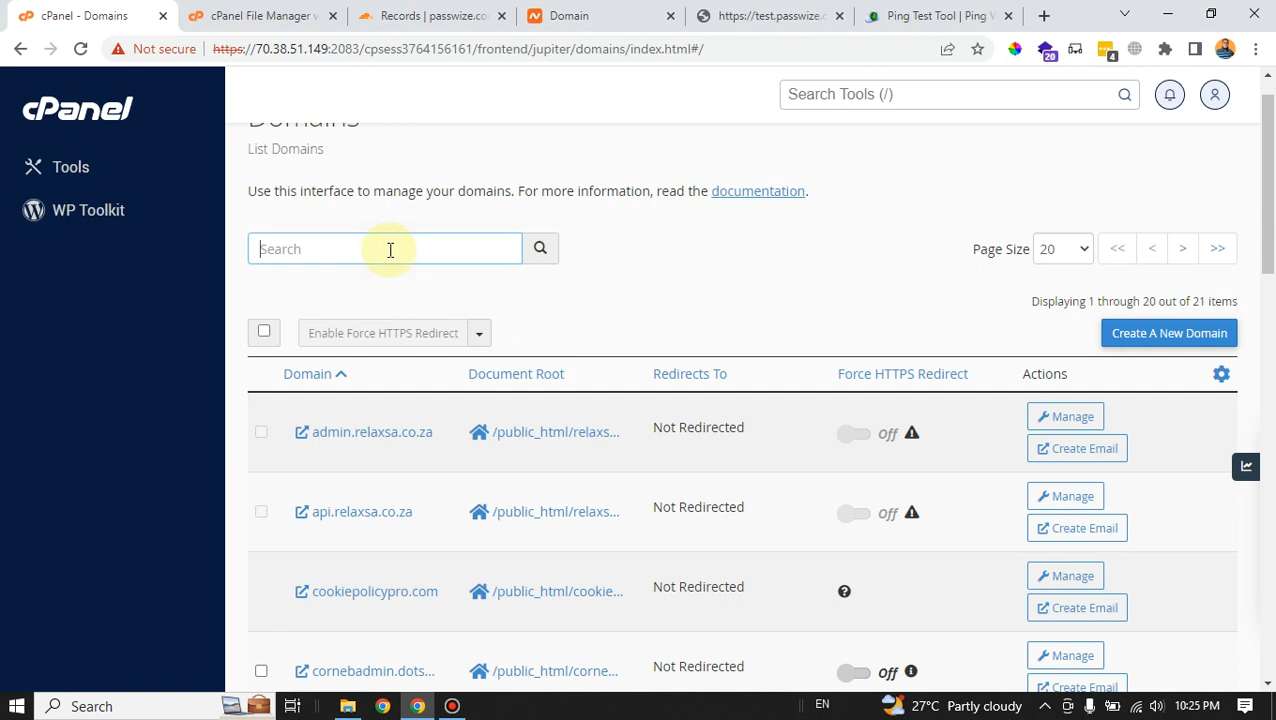 cPanel - Domains
cPanel File Manager v
Records | passwize.co
Domain
https://test.passwize.c
Ping Test Tool | Ping V
Not secure
https://70.38.51.149:2083/cpsess3764156161/frontend/jupiter/domains/index.html#/
20
4
cPanel
Search Tools (/)
Tools
WP Toolkit
Domains
List Domains
Use this interface to manage your domains. For more information, read the documentation.
Search
Page Size 20 << < > >>
Displaying 1 through 20 out of 21 items
Enable Force HTTPS Redirect
Create A New Domain
Domain Document Root Redirects To Force HTTPS Redirect Actions
admin.relaxsa.co.za /public_html/relaxs... Not Redirected Off Manage
Create Email
api.relaxsa.co.za /public_html/relaxs... Not Redirected Off Manage
Create Email
cookiepolicypro.com /public_html/cookie... Not Redirected Manage
Create Email
cornebadmin.dots... /public_html/corne... Not Redirected Off Manage
Create Email
Search
EN
27°C Partly cloudy
10:25 PM